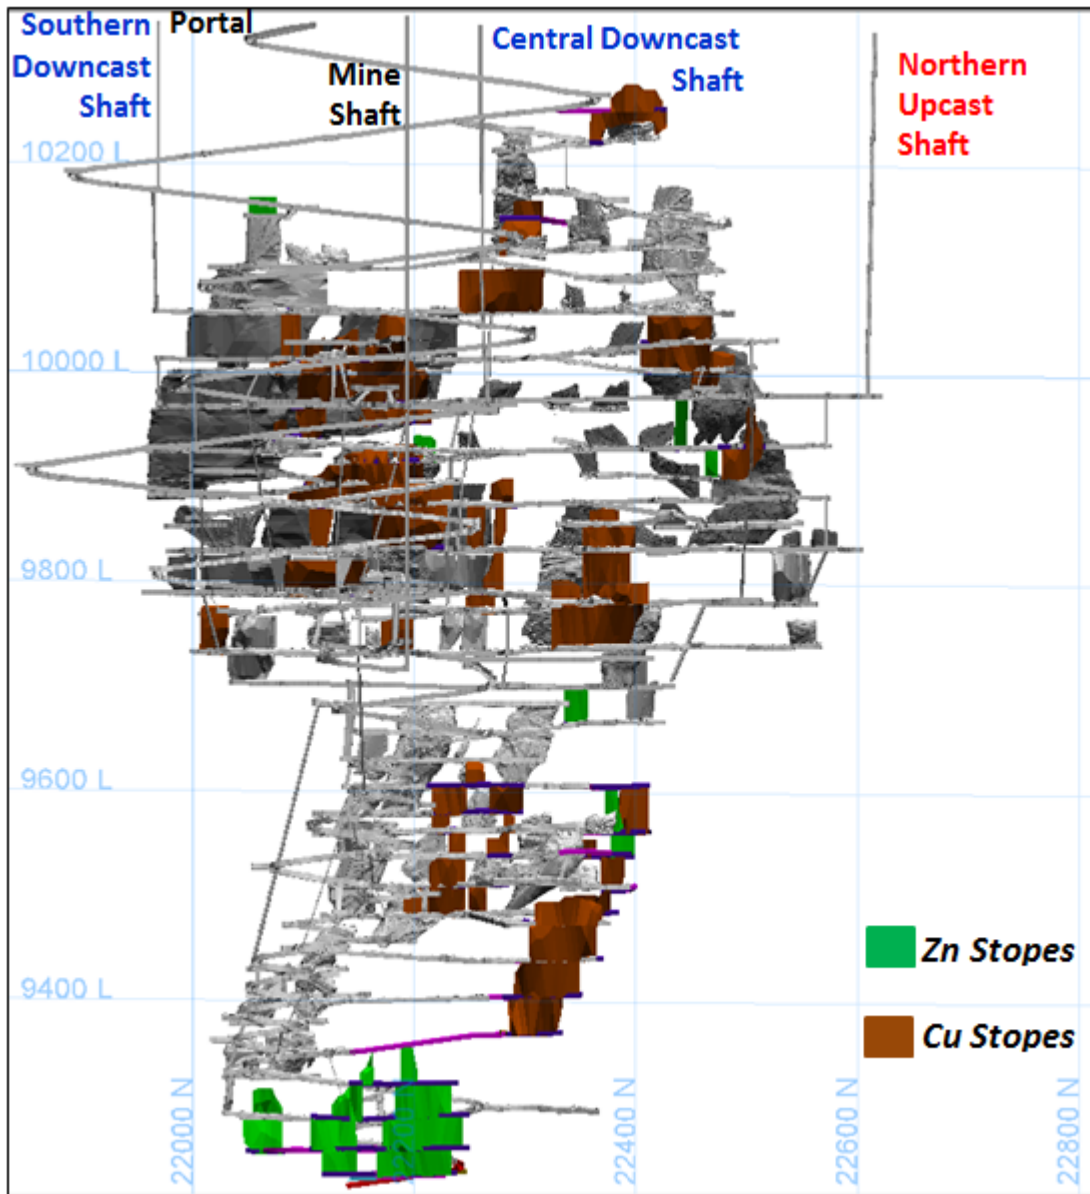 Southern
Downcast
Shaft
Portal
Mine
Shaft
Central Downcast
Shaft
Northern
Upcast
Shaft
10200 L
10000 L
9800 L
9600 L
9400 L
Zn Stopes
Cu Stopes
22000 N
22200 N
22400 N
22600 N
22800 N